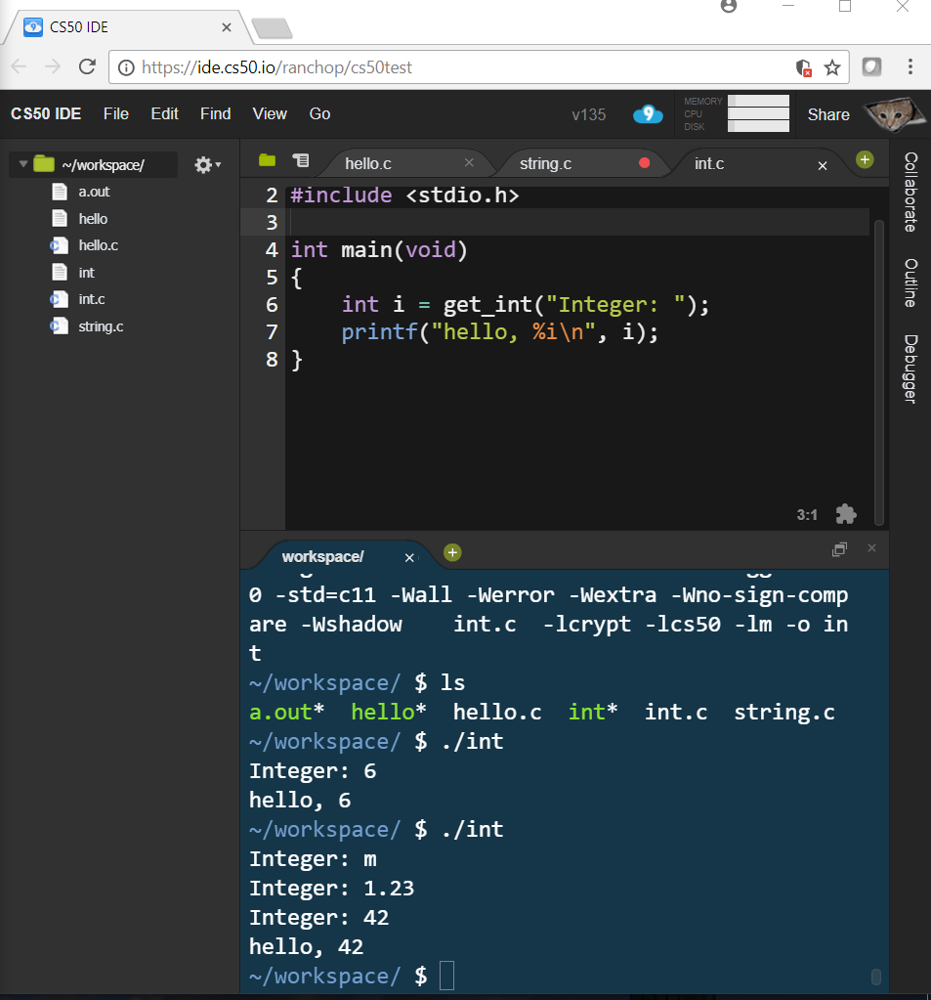 CS50 IDE
https://ide.cs50.io/ranchop/cs50test
CS50 IDE File Edit Find View Go v135 9 MEMORY CPU DISK Share
~/workspace/
a.out
hello
hello.c
int
int.c
string.c
hello.c string.c int.c
2 #include <stdio.h>
3
4 int main(void)
5 {
6 int i = get_int("Integer: ");
7 printf("hello, %i\n", i);
8 }
3:1
Collaborate
Outline
Debugger
workspace/
0 -std=c11 -Wall -Werror -Wextra -Wno-sign-comp
are -Wshadow    int.c  -lcrypt -lcs50 -lm -o in
t
~/workspace/ $ ls
a.out*  hello*  hello.c  int*  int.c  string.c
~/workspace/ $ ./int
Integer: 6
hello, 6
~/workspace/ $ ./int
Integer: m
Integer: 1.23
Integer: 42
hello, 42
~/workspace/ $